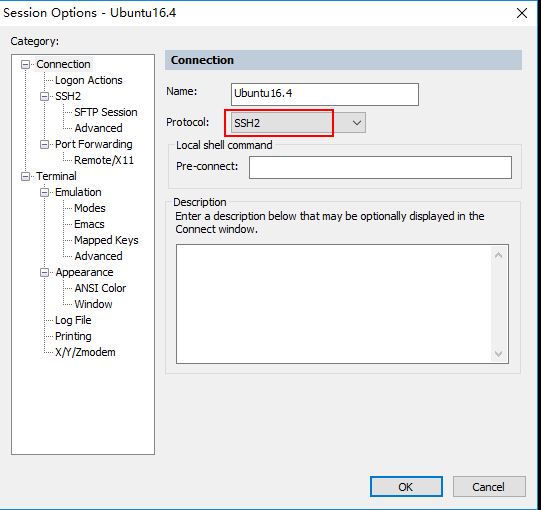 Session Options - Ubuntu16.4
Category:
Connection
Logon Actions
SSH2
SFTP Session
Advanced
Port Forwarding
Remote/X11
Terminal
Emulation
Modes
Emacs
Mapped Keys
Advanced
Appearance
ANSI Color
Window
Log File
Printing
X/Y/Zmodem
Connection
Name: Ubuntu16.4
Protocol: SSH2
Local shell command
Pre-connect:
Description
Enter a description below that may be optionally displayed in the
Connect window.
OK Cancel